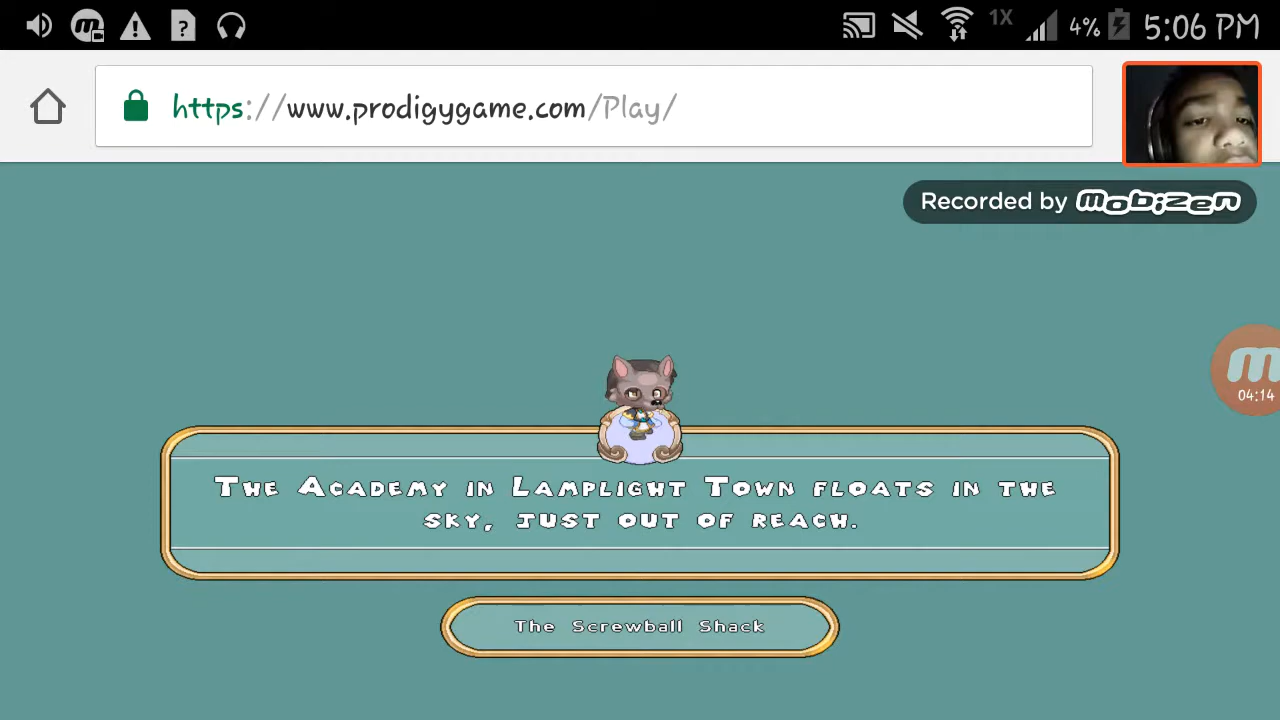 1X 4% 5:06 PM
https://www.prodigygame.com/Play/
Recorded by mobizen
04:14
The Academy in Lamplight Town floats in the
sky, just out of reach.
The Screwball Shack